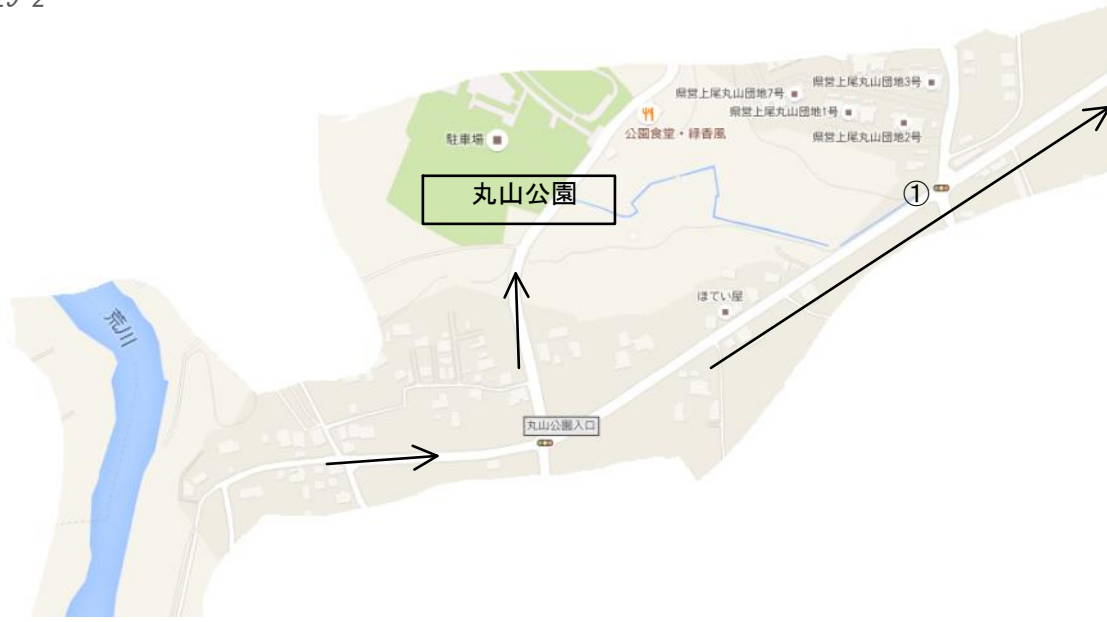 県営上尾丸山団地3号
県営上尾丸山団地7号
県営上尾丸山団地1号
公園食堂・緑香風
県営上尾丸山団地2号
駐車場
丸山公園
①
ほてい屋
荒川
丸山公園入口